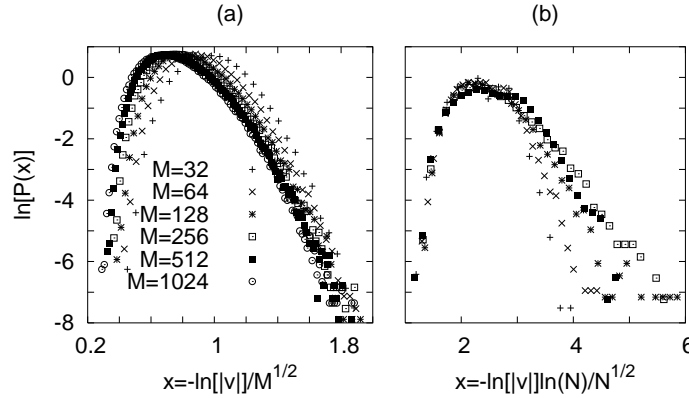 (a)
(b)
ln[P(x)]
0
-2
-4
-6
-8
M=32
M=64
M=128
M=256
M=512
M=1024
0.2
1
1.8
2
4
6
x=-ln[|v|]/M^{1/2}
x=-ln[|v|]ln(N)/N^{1/2}